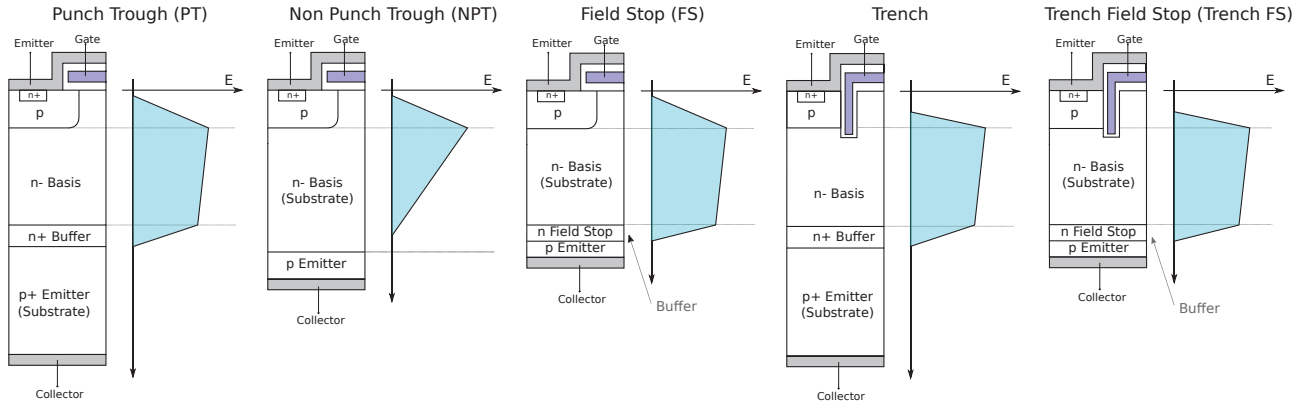 Punch Trough (PT)
Emitter
Gate
E
n+
p
n- Basis
n+ Buffer
p+ Emitter
(Substrate)
Collector
Non Punch Trough (NPT)
Emitter
Gate
E
n+
p
n- Basis
(Substrate)
p Emitter
Collector
Field Stop (FS)
Emitter
Gate
E
n+
p
n- Basis
(Substrate)
n Field Stop
p Emitter
Collector
Buffer
Trench
Emitter
Gate
E
n+
p
n- Basis
n+ Buffer
p+ Emitter
(Substrate)
Collector
Trench Field Stop (Trench FS)
Emitter
Gate
E
n+
p
n- Basis
(Substrate)
n Field Stop
p Emitter
Collector
Buffer